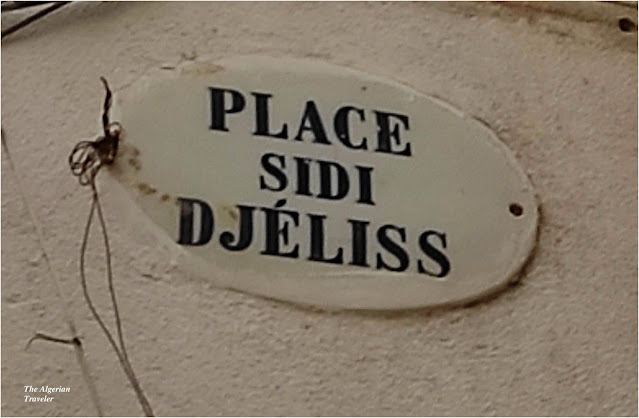 PLACE
SIDI
DJÉLISS
The Algerian
Traveler